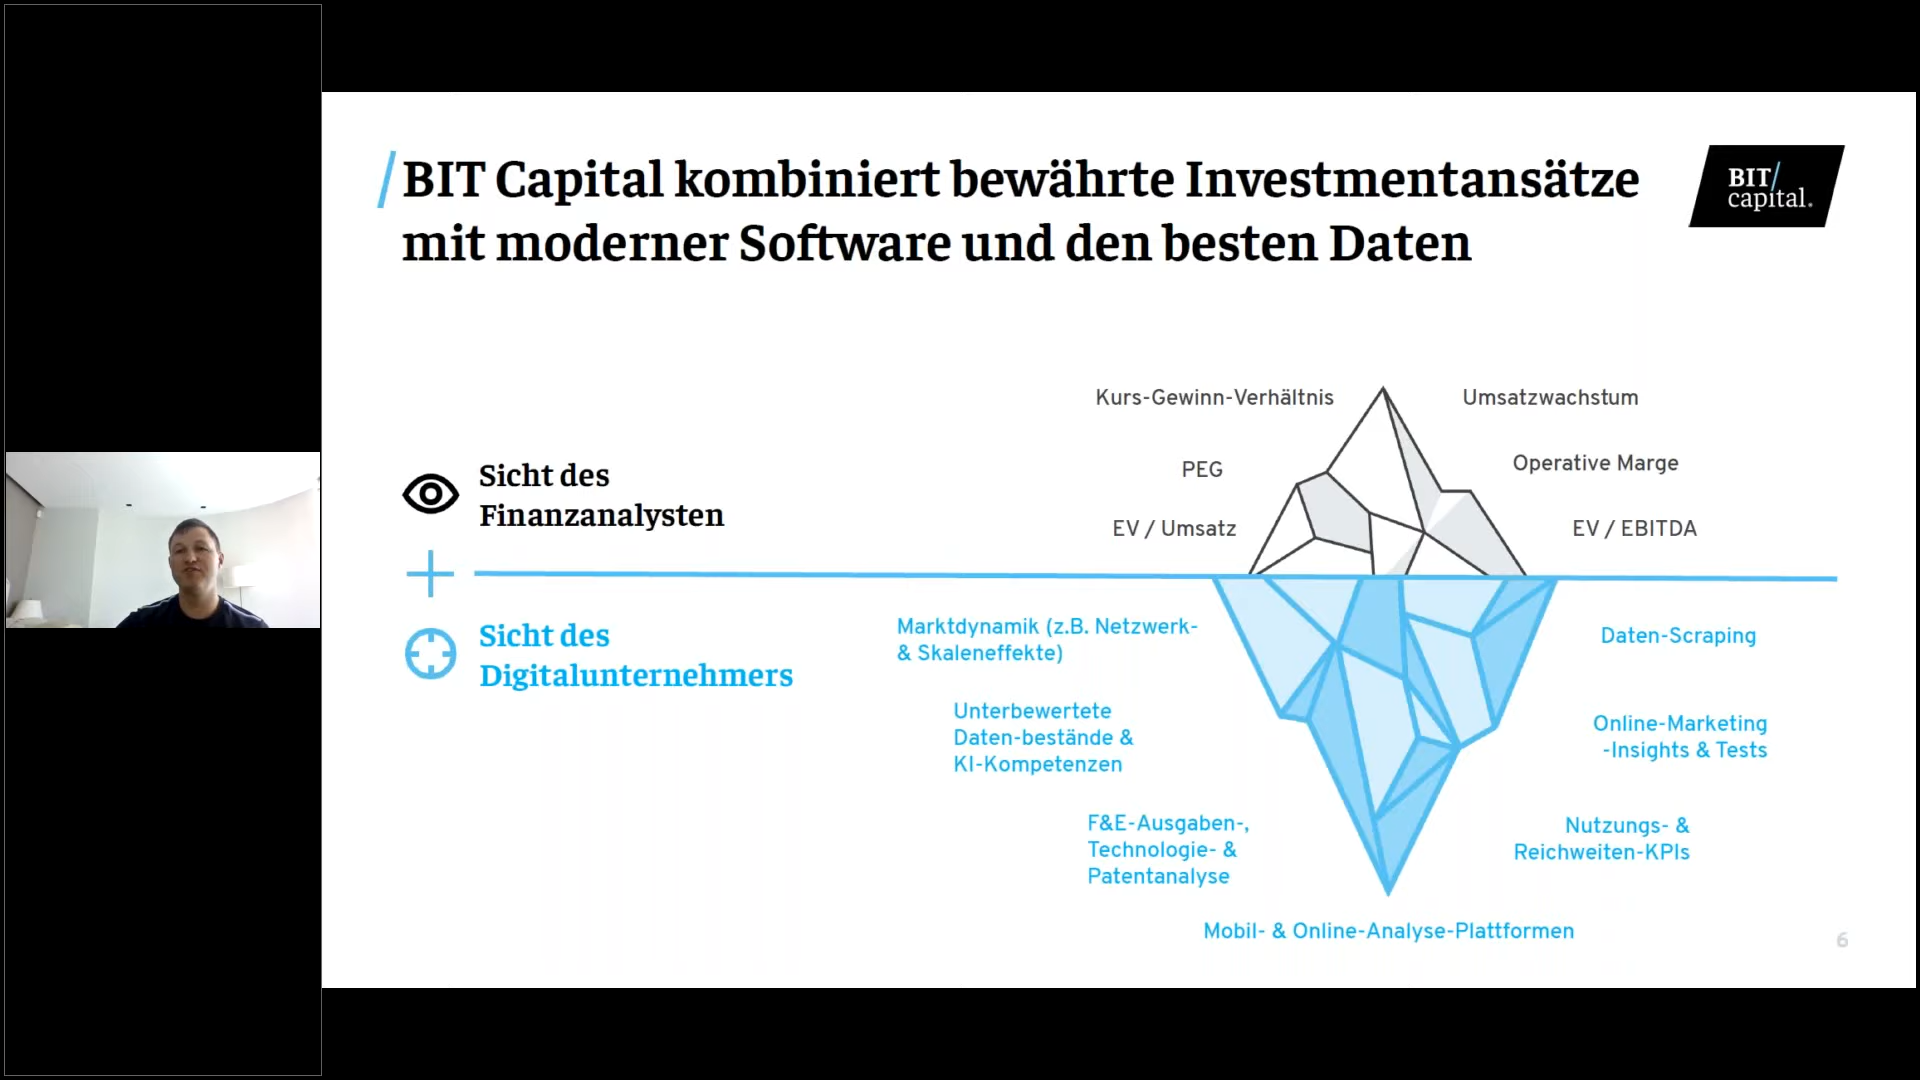 BIT Capital kombiniert bewährte Investmentansätze
mit moderner Software und den besten Daten
BIT/
capital.
Kurs-Gewinn-Verhältnis
Umsatzwachstum
PEG
Operative Marge
EV / Umsatz
EV / EBITDA
Sicht des
Finanzanalysten
Sicht des
Digitalunternehmers
Marktdynamik (z.B. Netzwerk-
& Skaleneffekte)
Daten-Scraping
Unterbewertete
Daten-bestände &
KI-Kompetenzen
Online-Marketing
-Insights & Tests
F&E-Ausgaben-,
Technologie- &
Patentanalyse
Nutzungs- &
Reichweiten-KPIs
Mobil- & Online-Analyse-Plattformen
6